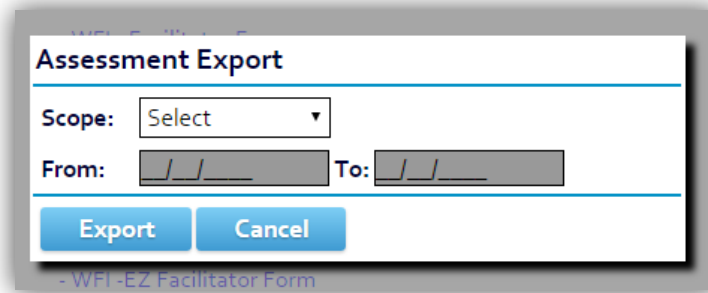 Assessment Export
Scope: Select
From: __/__/____ To: __/__/____
Export Cancel
- WFI -EZ Facilitator Form